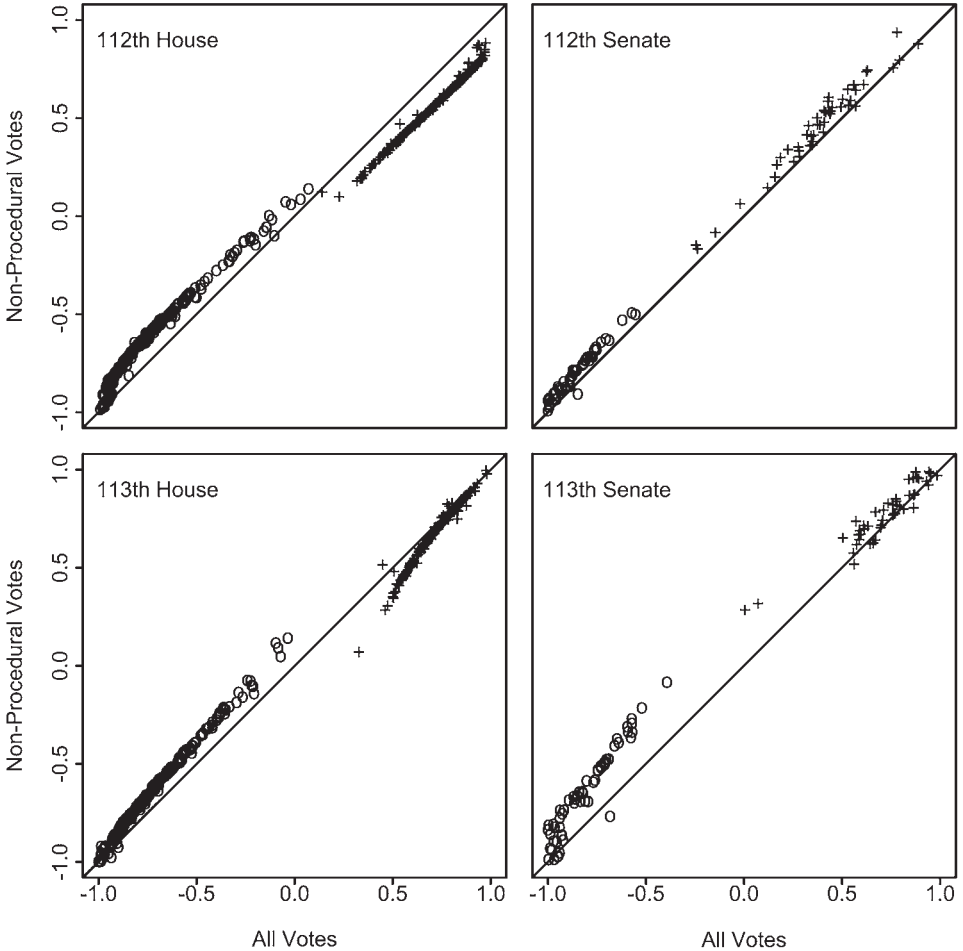 112th House
112th Senate
Non-Procedural Votes
1.0
0.5
0.0
-0.5
-1.0
113th House
113th Senate
Non-Procedural Votes
1.0
0.5
0.0
-0.5
-1.0
-1.0 -0.5 0.0 0.5 1.0
-1.0 -0.5 0.0 0.5 1.0
All Votes
All Votes